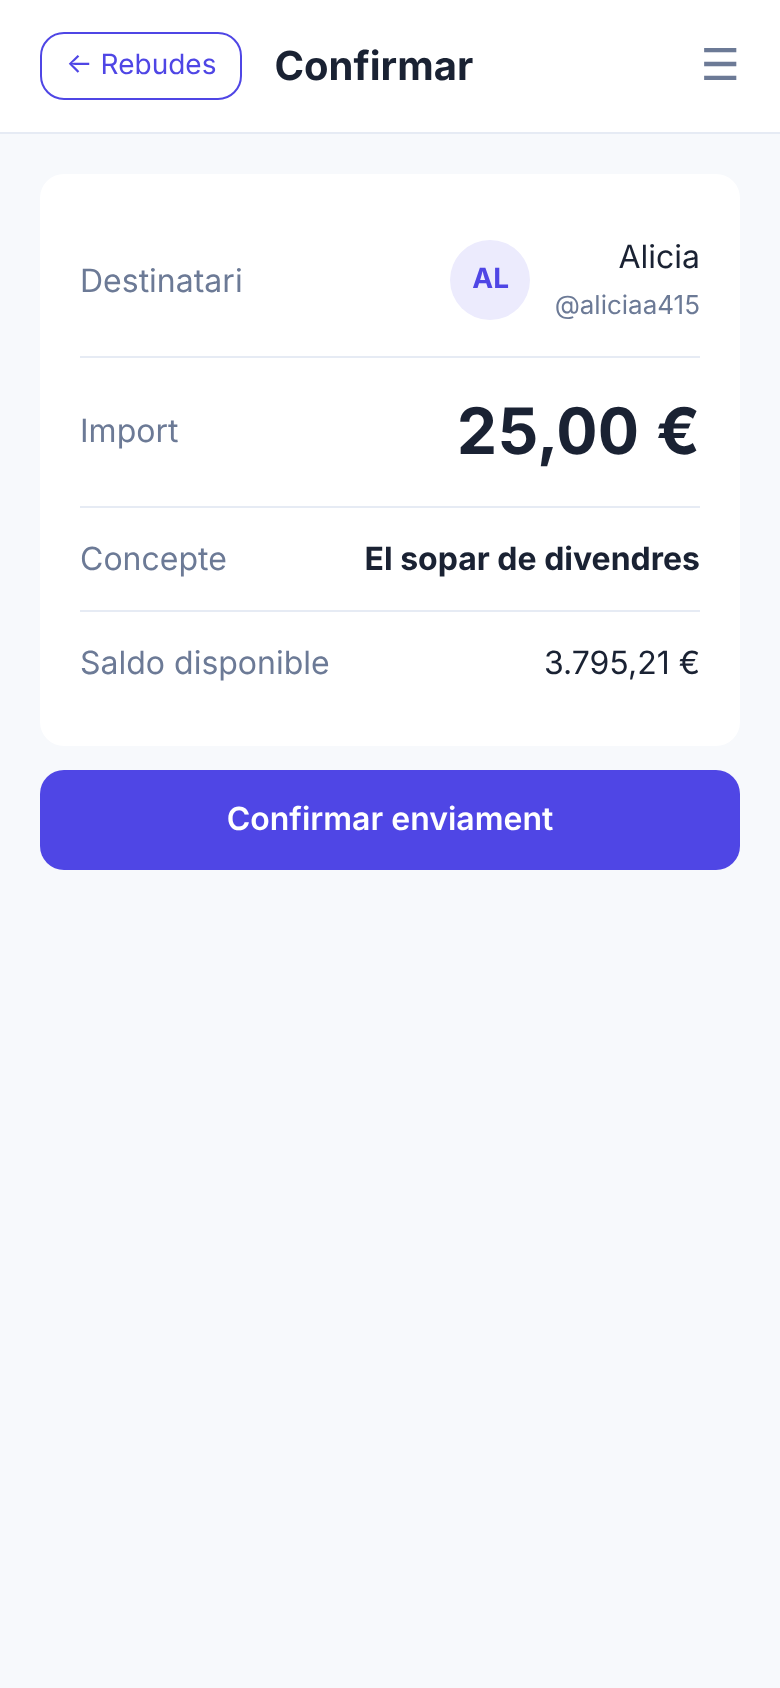 ← Rebudes
Confirmar
☰
Destinatari
AL
Alicia
@aliciaa415
Import
25,00 €
Concepte
El sopar de divendres
Saldo disponible
3.795,21 €
Confirmar enviament